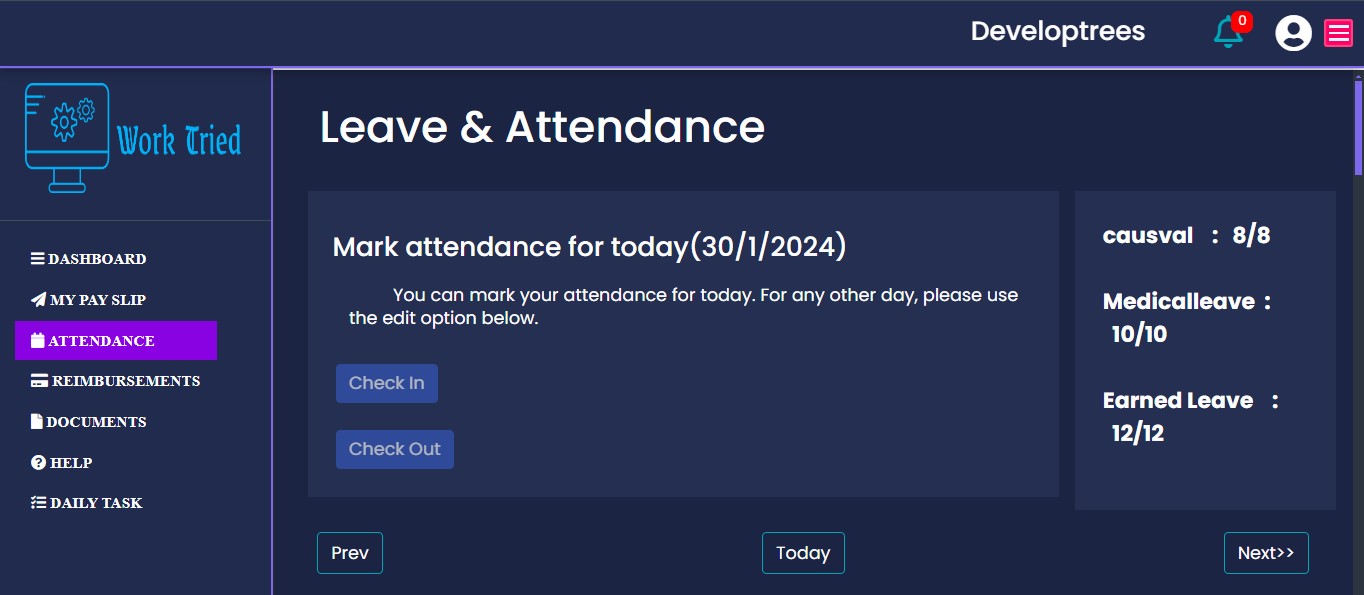 Developtrees
0
Work Tried
Leave & Attendance
DASHBOARD
MY PAY SLIP
ATTENDANCE
REIMBURSEMENTS
DOCUMENTS
HELP
DAILY TASK
Mark attendance for today(30/1/2024)
You can mark your attendance for today. For any other day, please use
the edit option below.
Check In
Check Out
causval : 8/8
Medicalleave :
10/10
Earned Leave :
12/12
Prev
Today
Next>>